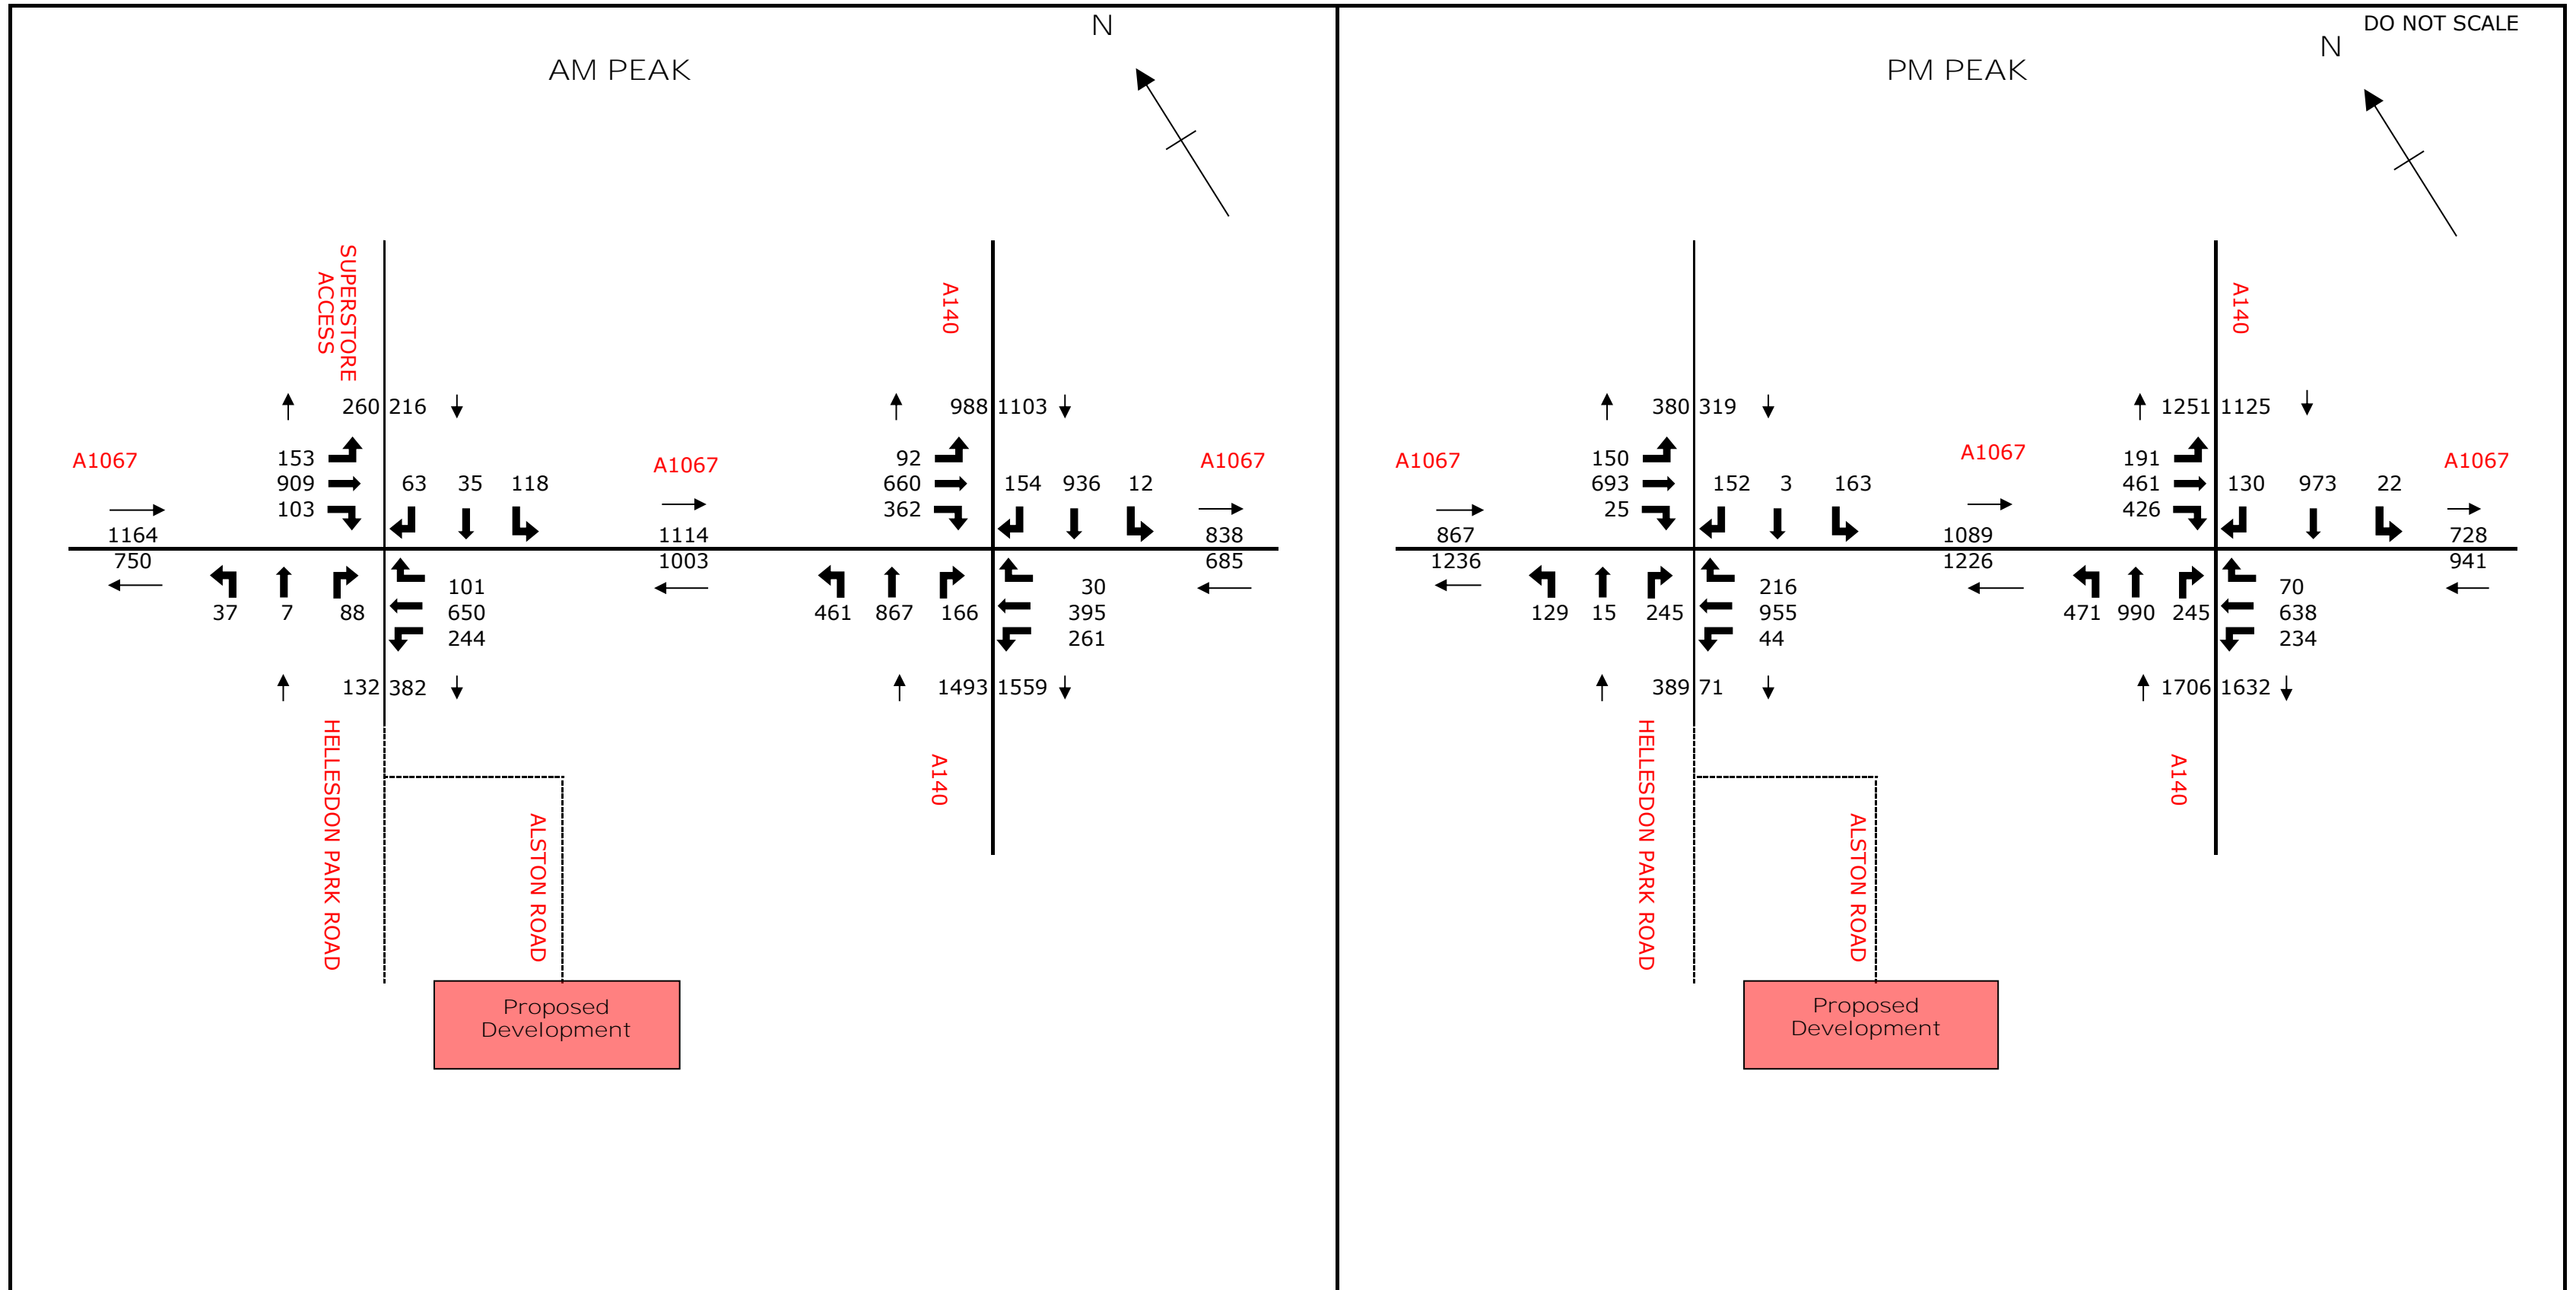 DO NOT SCALE
N
N
AM PEAK
PM PEAK
SUPERSTORE
ACCESS
A140
260 216
988 1103
A1067
153
909
103
63 35 118
A1067
92
660
362
154 936 12
A1067
1164
750
1114
1003
838
685
37 7 88
101
650
244
461 867 166
30
395
261
132 382
1493 1559
HELLESDON PARK ROAD
ALSTON ROAD
A140
Proposed
Development
A140
380 319
1251 1125
A1067
150
693
25
152 3 163
A1067
191
461
426
130 973 22
A1067
867
1236
1089
1226
728
941
129 15 245
216
955
44
471 990 245
70
638
234
389 71
1706 1632
HELLESDON PARK ROAD
ALSTON ROAD
A140
Proposed
Development